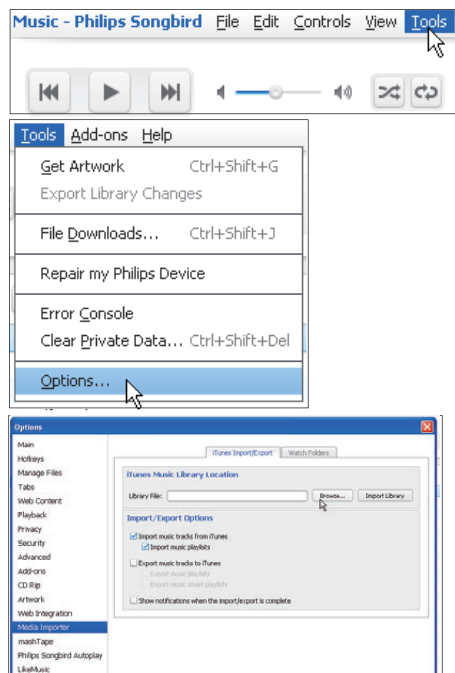 Music - Philips Songbird File Edit Controls View Tools
Tools Add-ons Help
Get Artwork Ctrl+Shift+G
Export Library Changes
File Downloads... Ctrl+Shift+J
Repair my Philips Device
Error Console
Clear Private Data... Ctrl+Shift+Del
Options...
Options
Main
Hotkeys
Manage Files
Tabs
Web Content
Playback
Privacy
Security
Advanced
Add-ons
CD Rip
Artwork
Web Integration
Media Importer
mashTape
Philips Songbird Autoplay
LikeMusic
iTunes Import/Export Watch Folders
iTunes Music Library Location
Library File: Browse... Import Library
Import/Export Options
Import music tracks from iTunes
Import music playlists
Export music tracks to iTunes
Export music playlists
Export music smart playlists
Show notifications when the import/export is complete